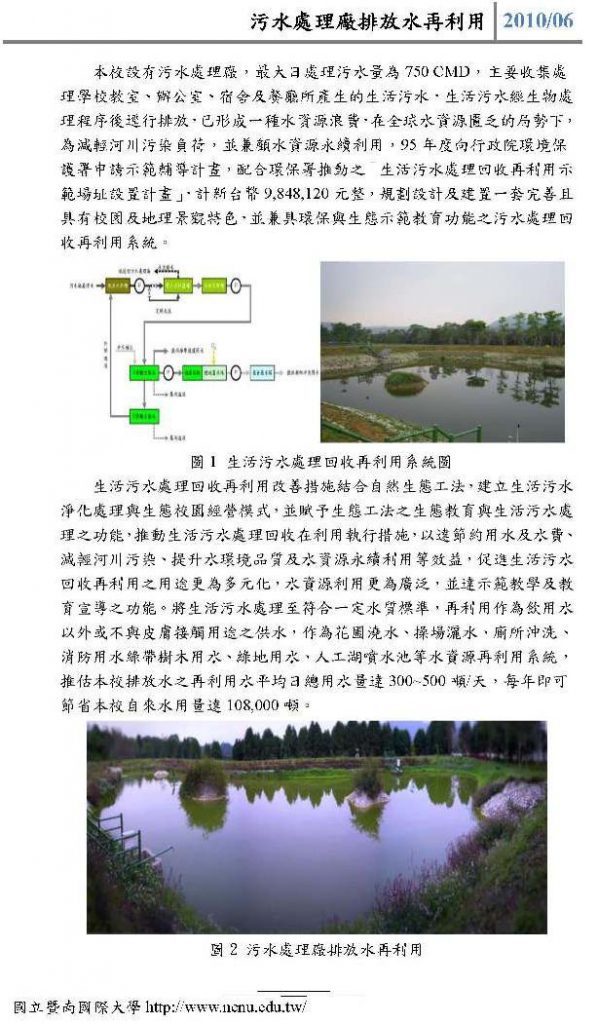 污水處理廠排放水再利用 2010/06
本校設有污水處理廠，最大日處理污水量為 750 CMD，主要收集處
理學校教室、辦公室、宿舍及餐廳所產生的生活污水，生活污水經生物處
理程序後逕行排放，已形成一種水資源浪費，在全球水資源匱乏的局勢下，
為減輕河川污染負荷，並兼顧水資源永續利用，95 年度向行政院環境保
護署申請示範輔導計畫，配合環保署推動之「生活污水處理回收再利用示
範場址設置計畫」，計新台幣 9,848,120 元整，規劃設計及建置一套完善且
具有校園及地理景觀特色，並兼具環保與生態示範教育功能之污水處理回
收再利用系統。
圖 1 生活污水處理回收再利用系統圖
生活污水處理回收再利用改善措施結合自然生態工法，建立生活污水
淨化處理與生態校園經營模式，並賦予生態工法之生態教育與生活污水處
理之功能，推動生活污水處理回收在利用執行措施，以達節約用水及水費、
減輕河川污染、提升水環境品質及水資源永續利用等效益，促進生活污水
回收再利用之用途更為多元化，水資源利用更為廣泛，並達示範教學及教
育宣導之功能。將生活污水處理至符合一定水質標準，再利用作為飲用水
以外或不與皮膚接觸用途之供水，作為花園澆水、操場灑水，廁所沖洗、
消防用水綠帶樹木用水、綠地用水、人工湖噴水池等水資源再利用系統，
推估本校排放水之再利用水平均日總用水量達 300~500 噸/天，每年即可
節省本校自來水用量達 108,000 噸。
圖 2 污水處理廠排放水再利用
國立暨南國際大學 http://www.ncnu.edu.tw/